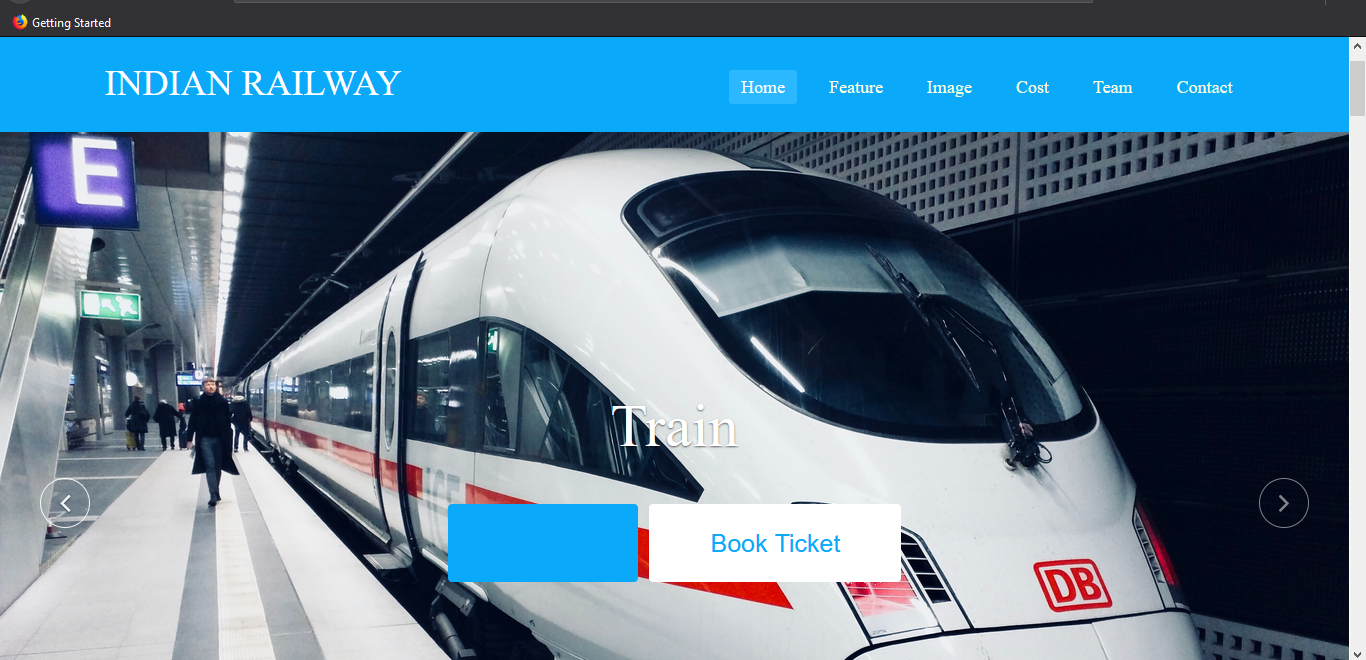 Getting Started
INDIAN RAILWAY
Home Feature Image Cost Team Contact
E
ICE
Train
Book Ticket
DB